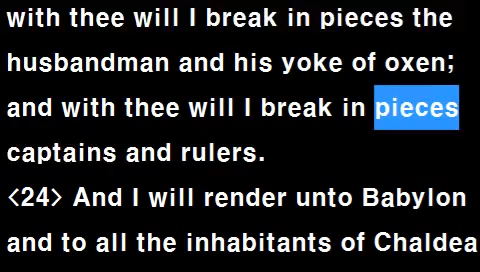 with thee will I break in pieces the
husbandman and his yoke of oxen;
and with thee will I break in pieces
captains and rulers.
<24> And I will render unto Babylon
and to all the inhabitants of Chaldea